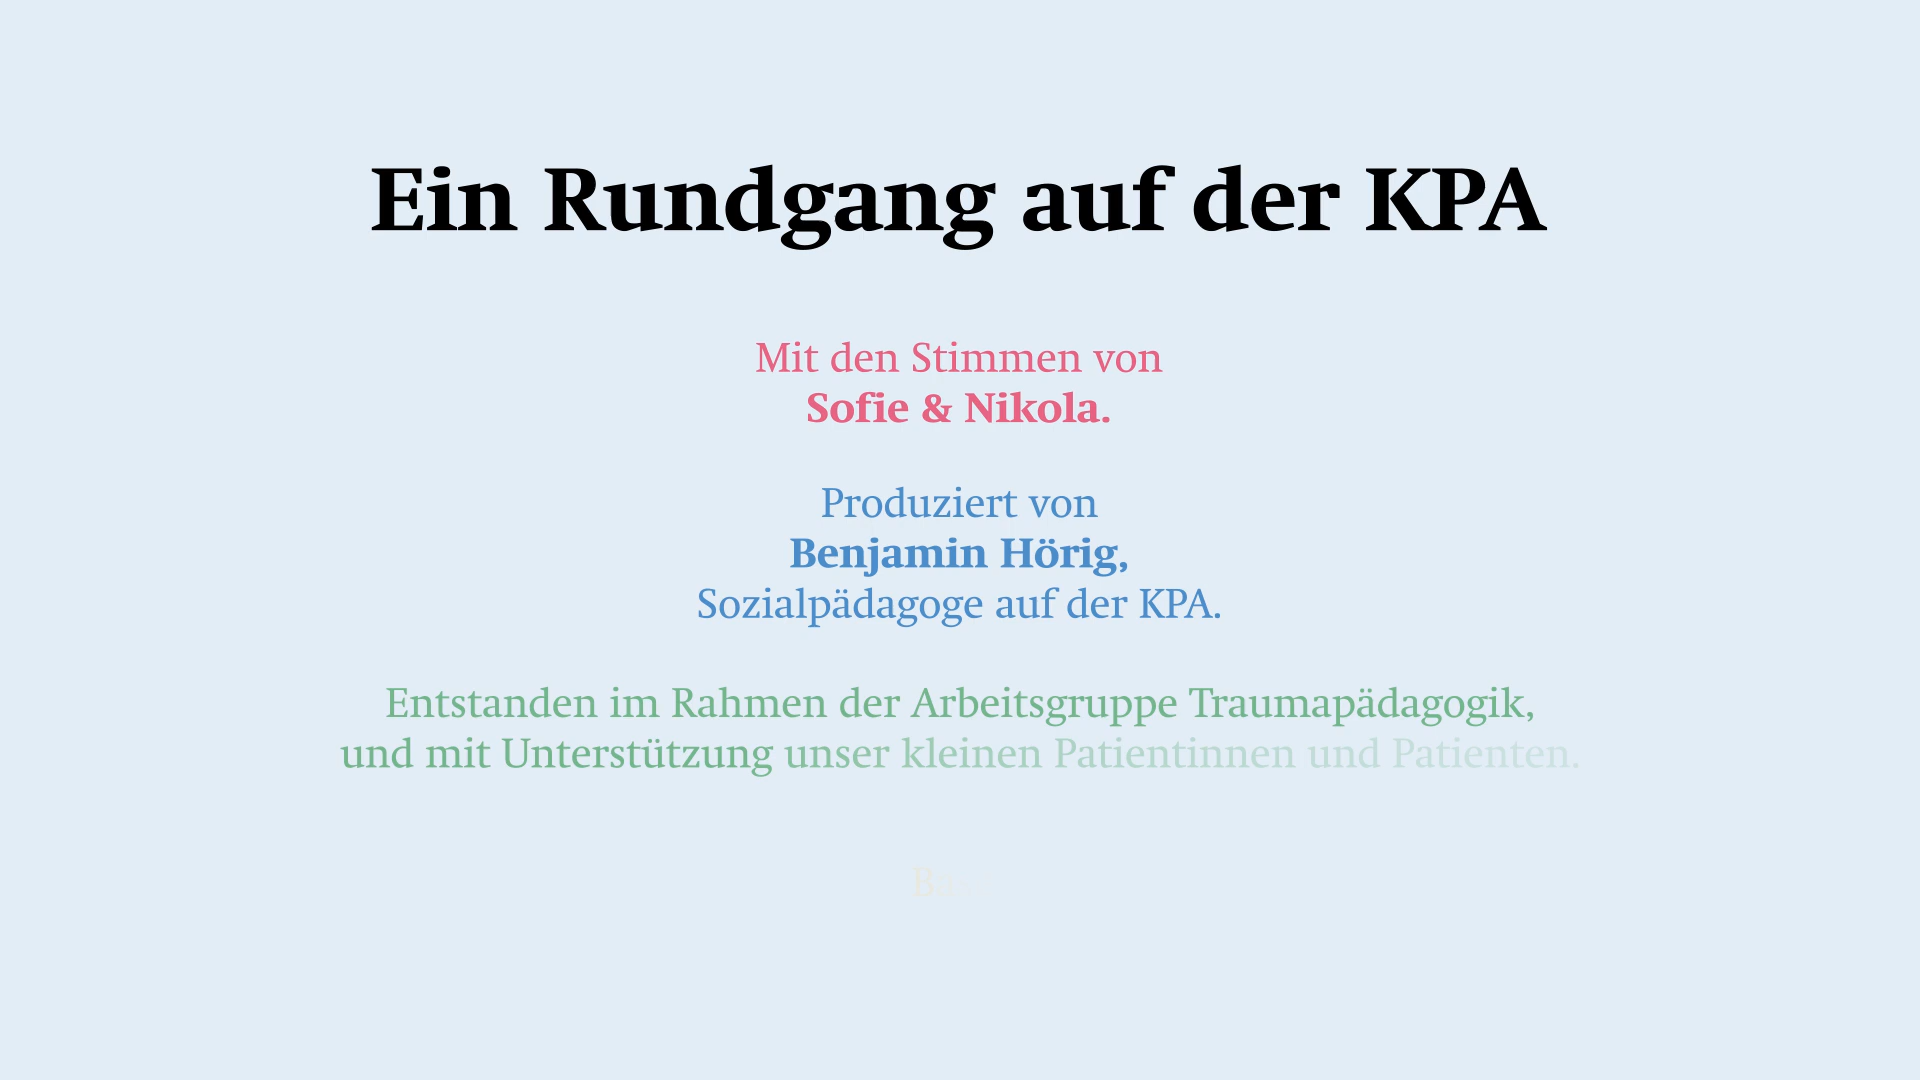 Ein Rundgang auf der KPA
Mit den Stimmen von
Sofie & Nikola.
Produziert von
Benjamin Hörig,
Sozialpädagoge auf der KPA.
Entstanden im Rahmen der Arbeitsgruppe Traumapädagogik,
und mit Unterstützung unser kleinen Patientinnen und Patienten.